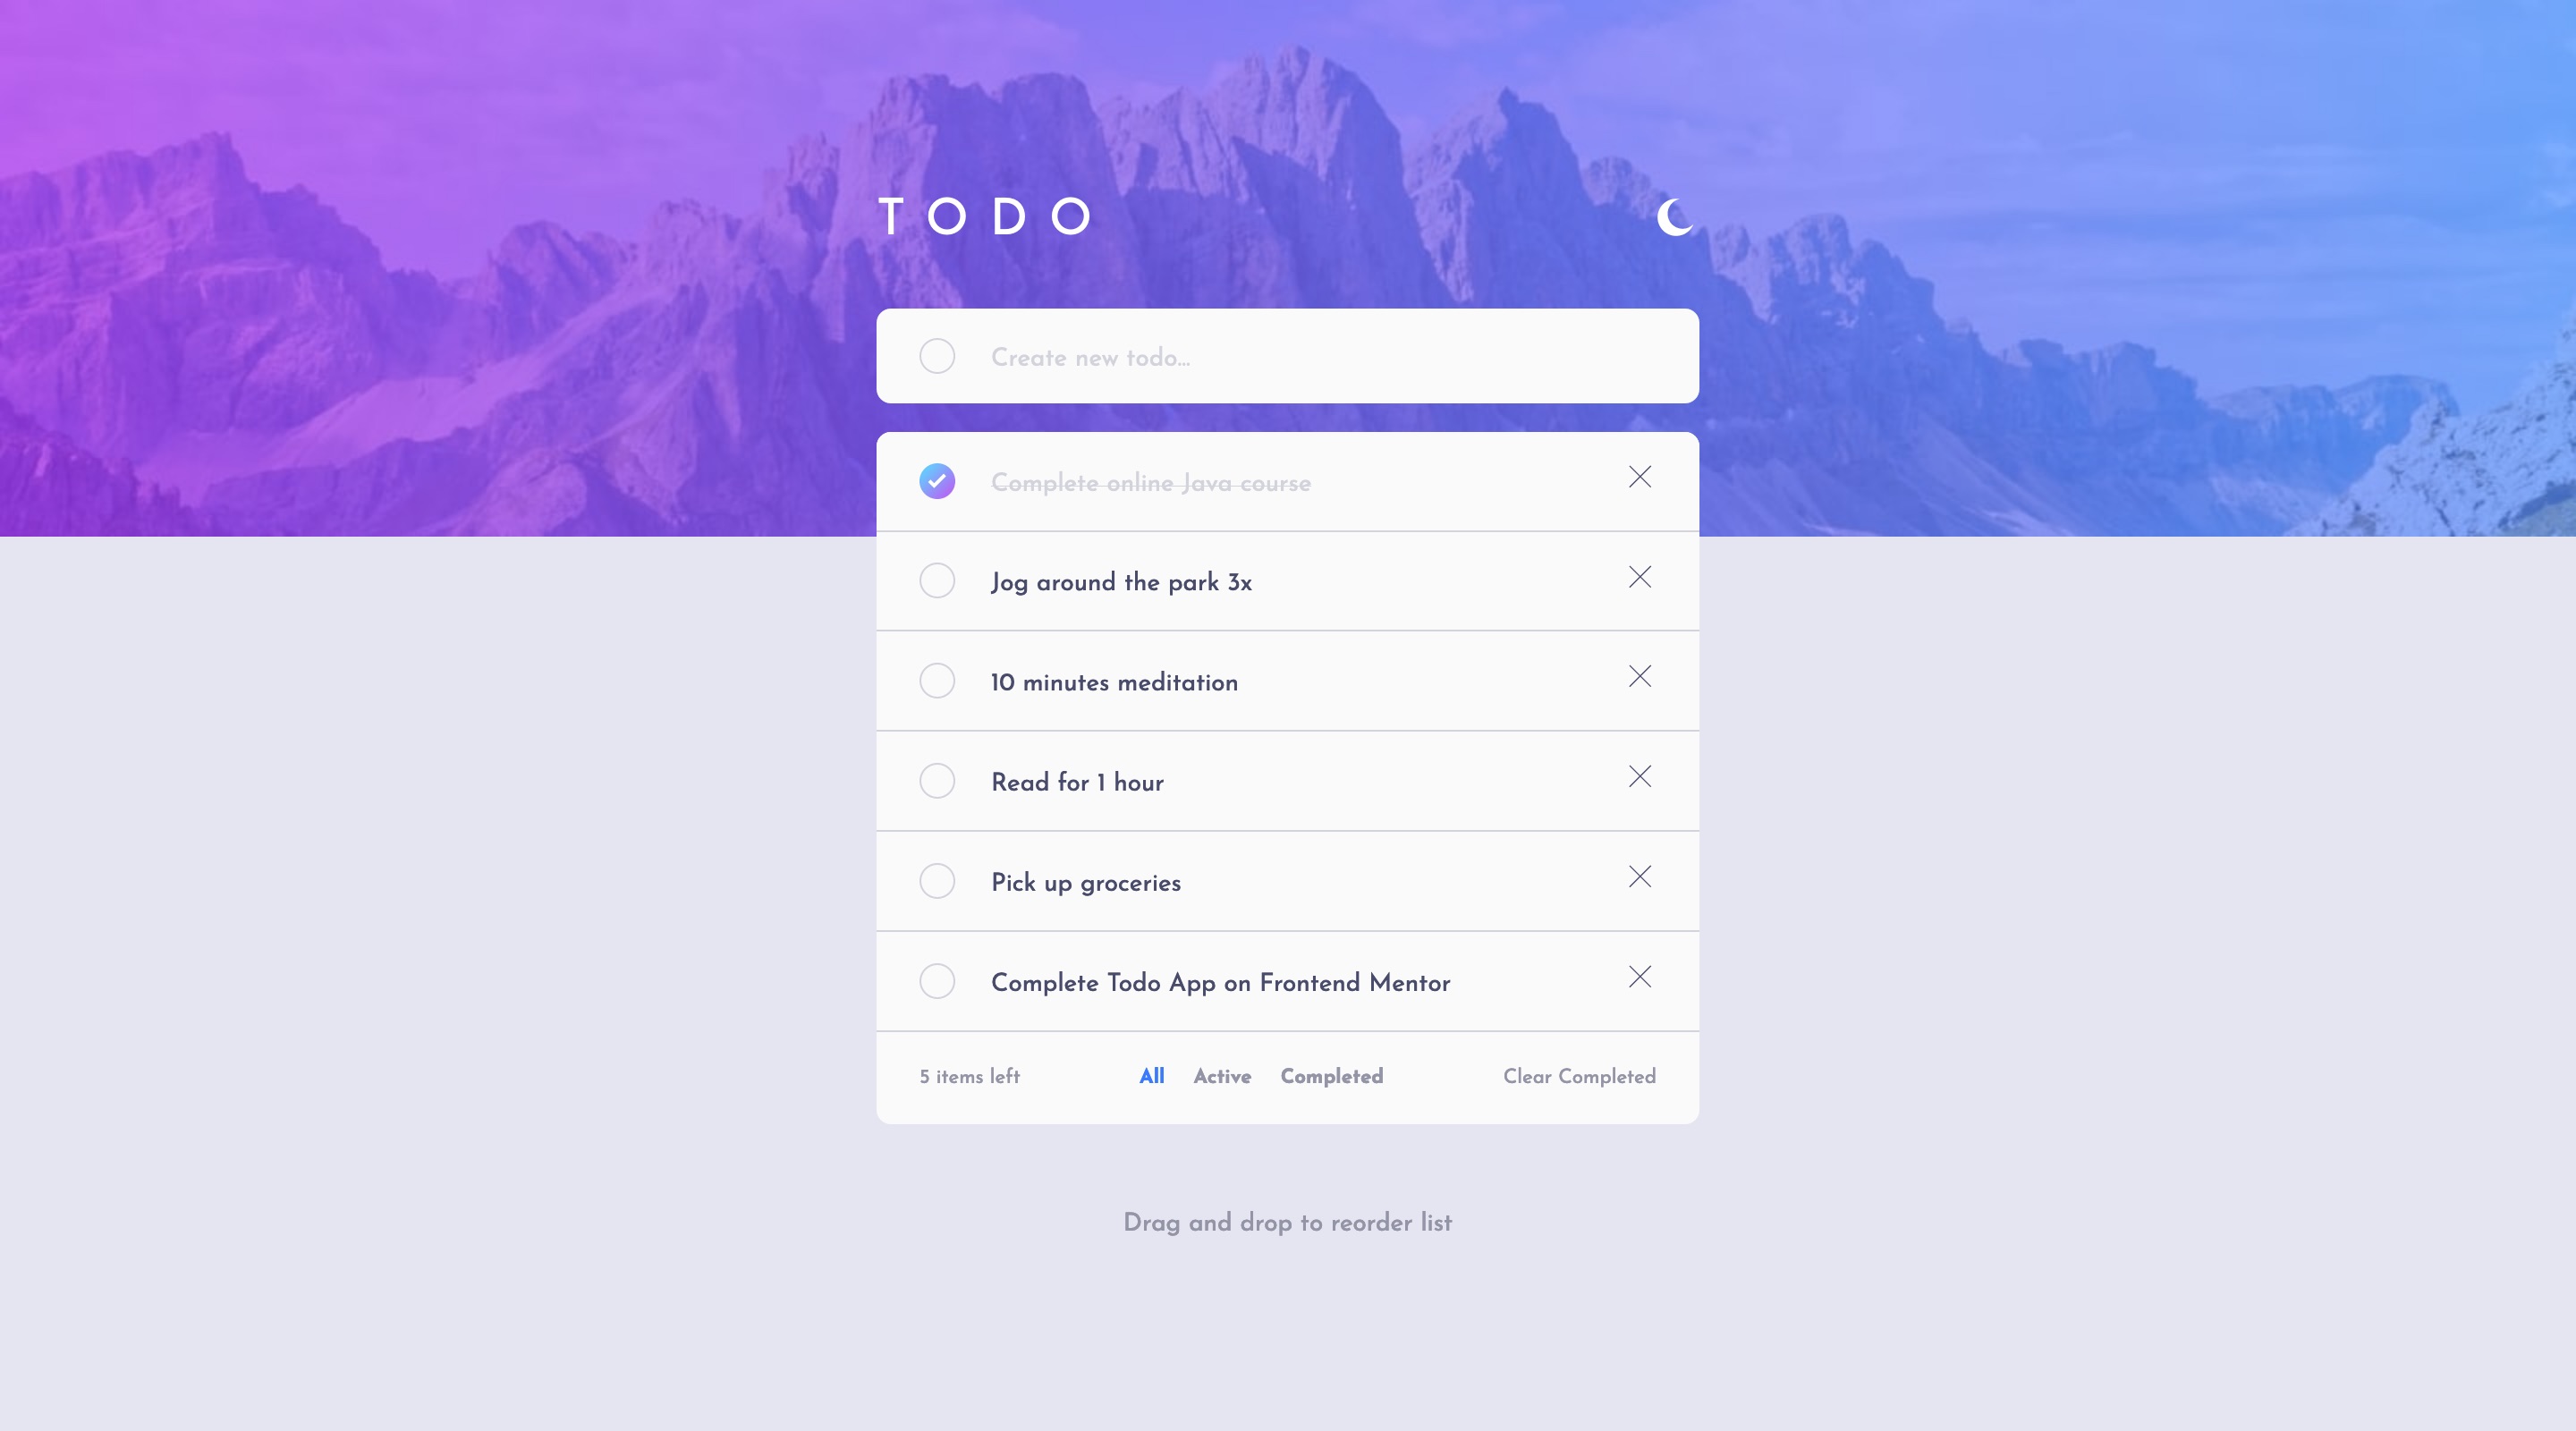 TODO
Create new todo...
Complete online Java course
Jog around the park 3x
10 minutes meditation
Read for 1 hour
Pick up groceries
Complete Todo App on Frontend Mentor
5 items left All Active Completed Clear Completed
Drag and drop to reorder list